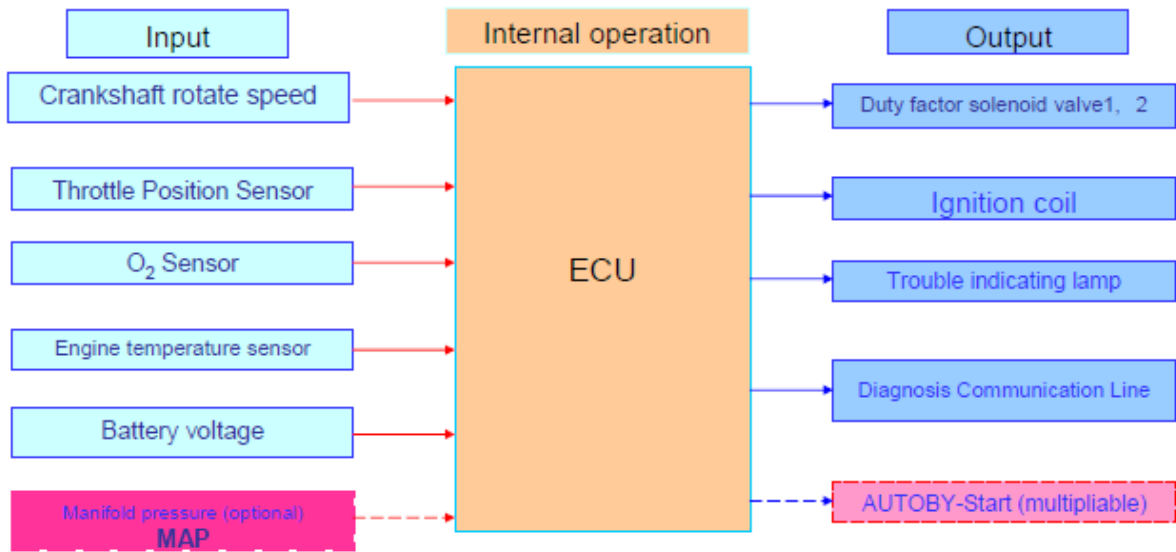 Input
Internal operation
Output
Crankshaft rotate speed
Duty factor solenoid valve1, 2
Throttle Position Sensor
Ignition coil
O₂ Sensor
ECU
Trouble indicating lamp
Engine temperature sensor
Diagnosis Communication Line
Battery voltage
Manifold pressure (optional)
MAP
AUTOBY-Start (multipliable)